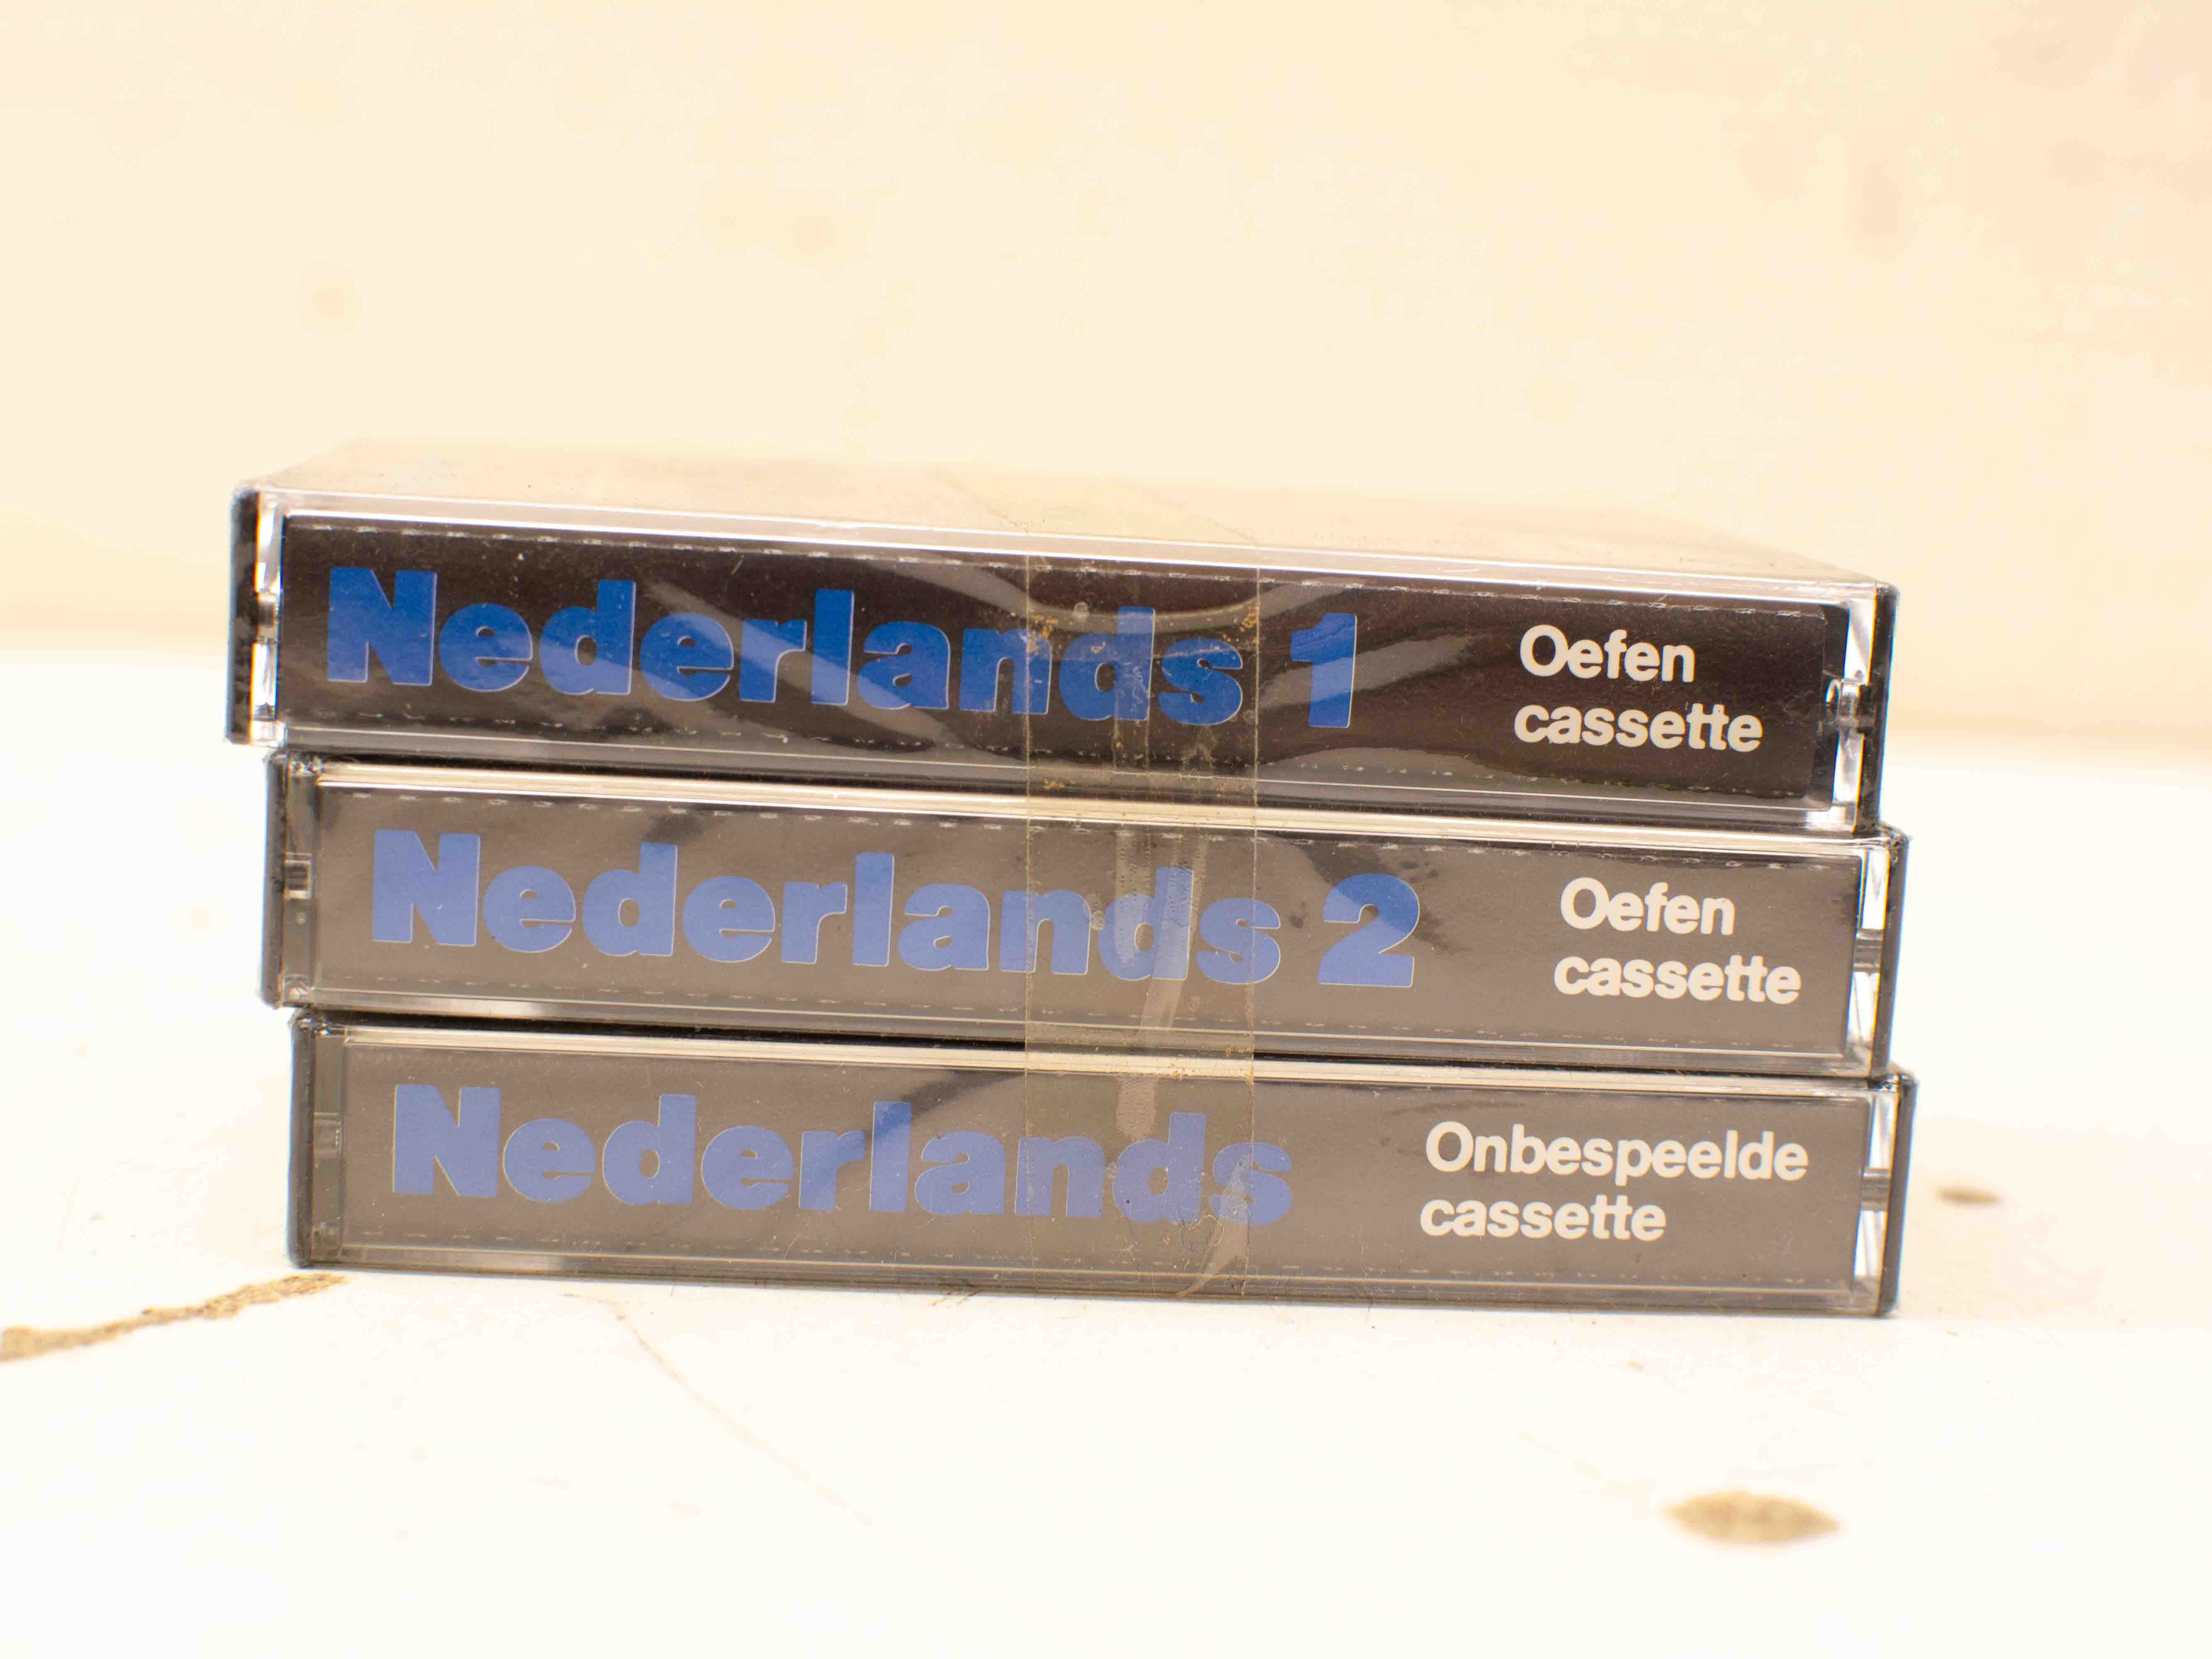 Nederlands 1
Oefen
cassette
Nederlands 2
Oefen
cassette
Nederlands
Onbespeelde
cassette